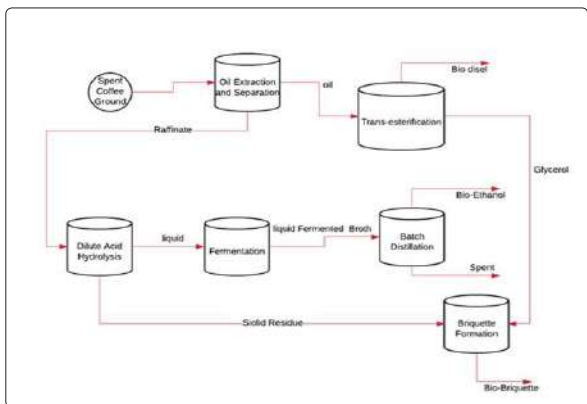 Spent
Coffee
Ground
Oil Extraction
and Separation
oil
Bio disel
Trans-esterification
Raffinate
Glycerol
Dilute Acid
Hydrolysis
liquid
Fermentation
liquid Fermented Broth
Batch
Distillation
Bio-Ethanol
Spent
Siolid Residue
Briquette
Formation
Bio-Briquette